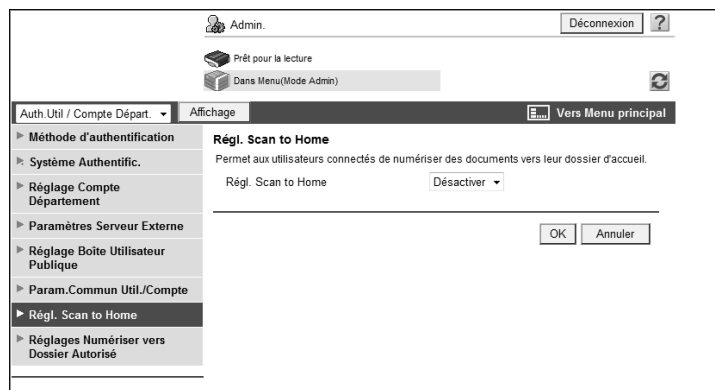 Admin.
Déconnexion
?
Prêt pour la lecture
Dans Menu(Mode Admin)
Auth.Util / Compte Départ.
Affichage
Vers Menu principal
Méthode d'authentification
Système Authentific.
Réglage Compte
Département
Paramètres Serveur Externe
Réglage Boîte Utilisateur
Publique
Param.Commun Util./Compte
Régl. Scan to Home
Réglages Numériser vers
Dossier Autorisé
Régl. Scan to Home
Permet aux utilisateurs connectés de numériser des documents vers leur dossier d'accueil.
Régl. Scan to Home Désactiver
OK Annuler